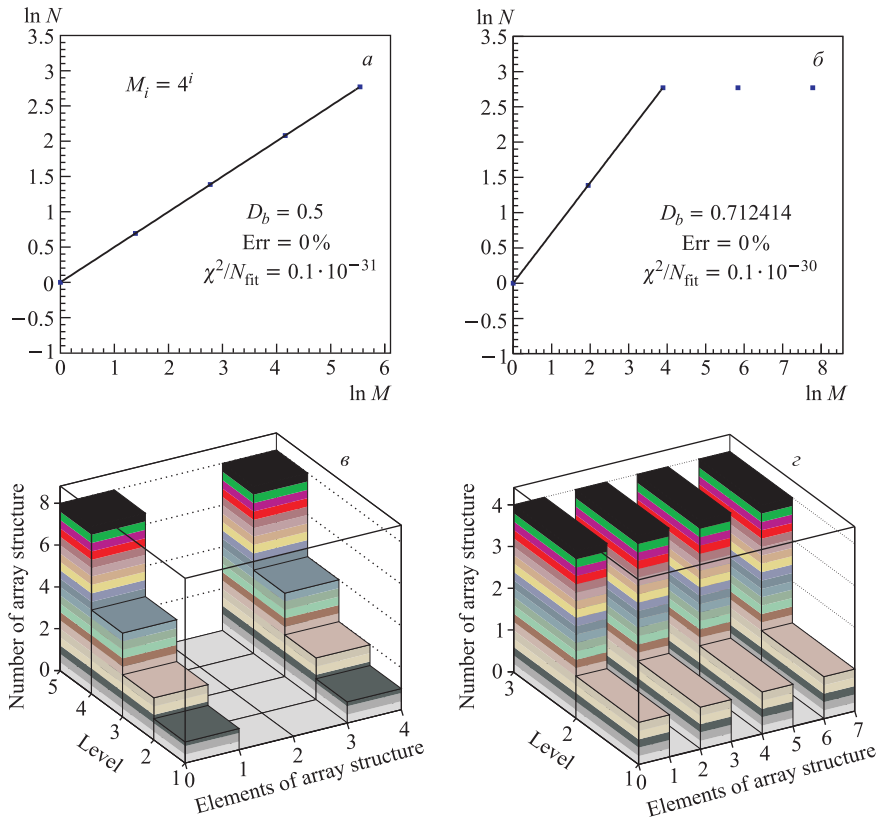 ln N
3.5
3
2.5
2
1.5
1
0.5
0
−0.5
−1
0 1 2 3 4 5 6
ln M
а
M_i = 4^i
D_b = 0.5
Err = 0%
χ²/N_fit = 0.1 · 10^−31
ln N
3.5
3
2.5
2
1.5
1
0.5
0
−0.5
−1
0 1 2 3 4 5 6 7 8
ln M
б
D_b = 0.712414
Err = 0%
χ²/N_fit = 0.1 · 10^−30
в
Number of array structure
8
6
4
2
0
5
4
3
2
1
Level
0 1 2 3 4
Elements of array structure
г
Number of array structure
4
3
2
1
0
3
2
1
Level
0 1 2 3 4 5 6 7
Elements of array structure